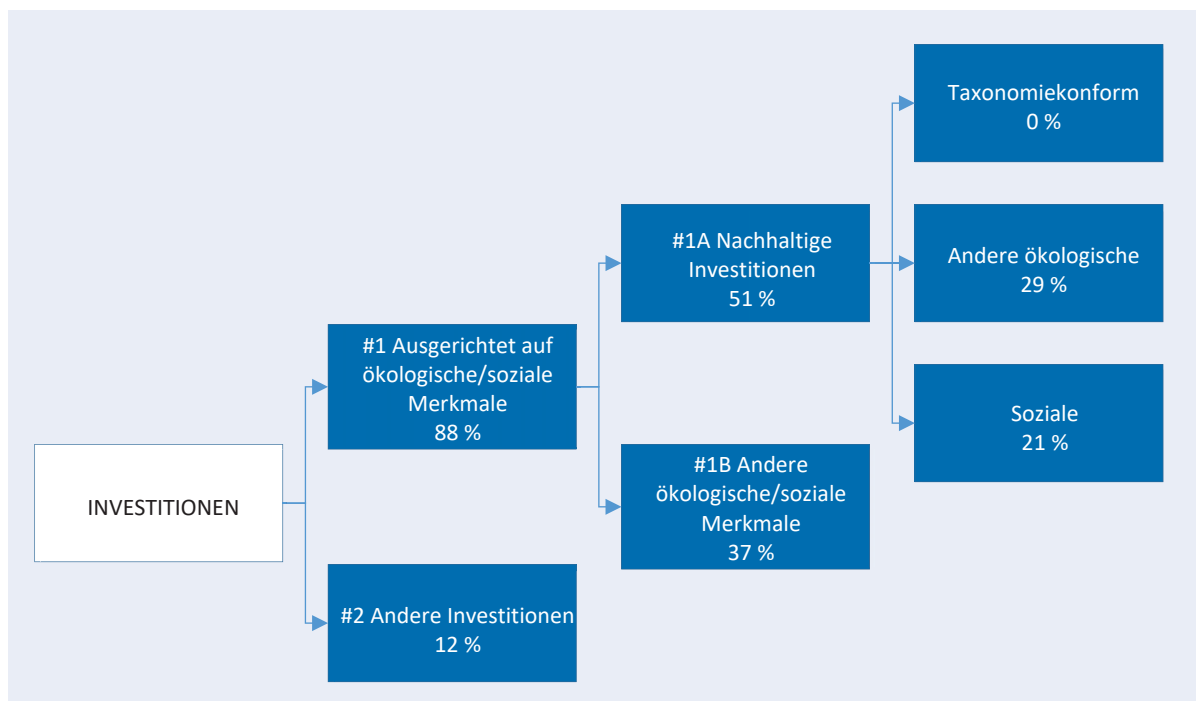 INVESTITIONEN
#1 Ausgerichtet auf
ökologische/soziale
Merkmale
88 %
#2 Andere Investitionen
12 %
#1A Nachhaltige
Investitionen
51 %
#1B Andere
ökologische/soziale
Merkmale
37 %
Taxonomiekonform
0 %
Andere ökologische
29 %
Soziale
21 %